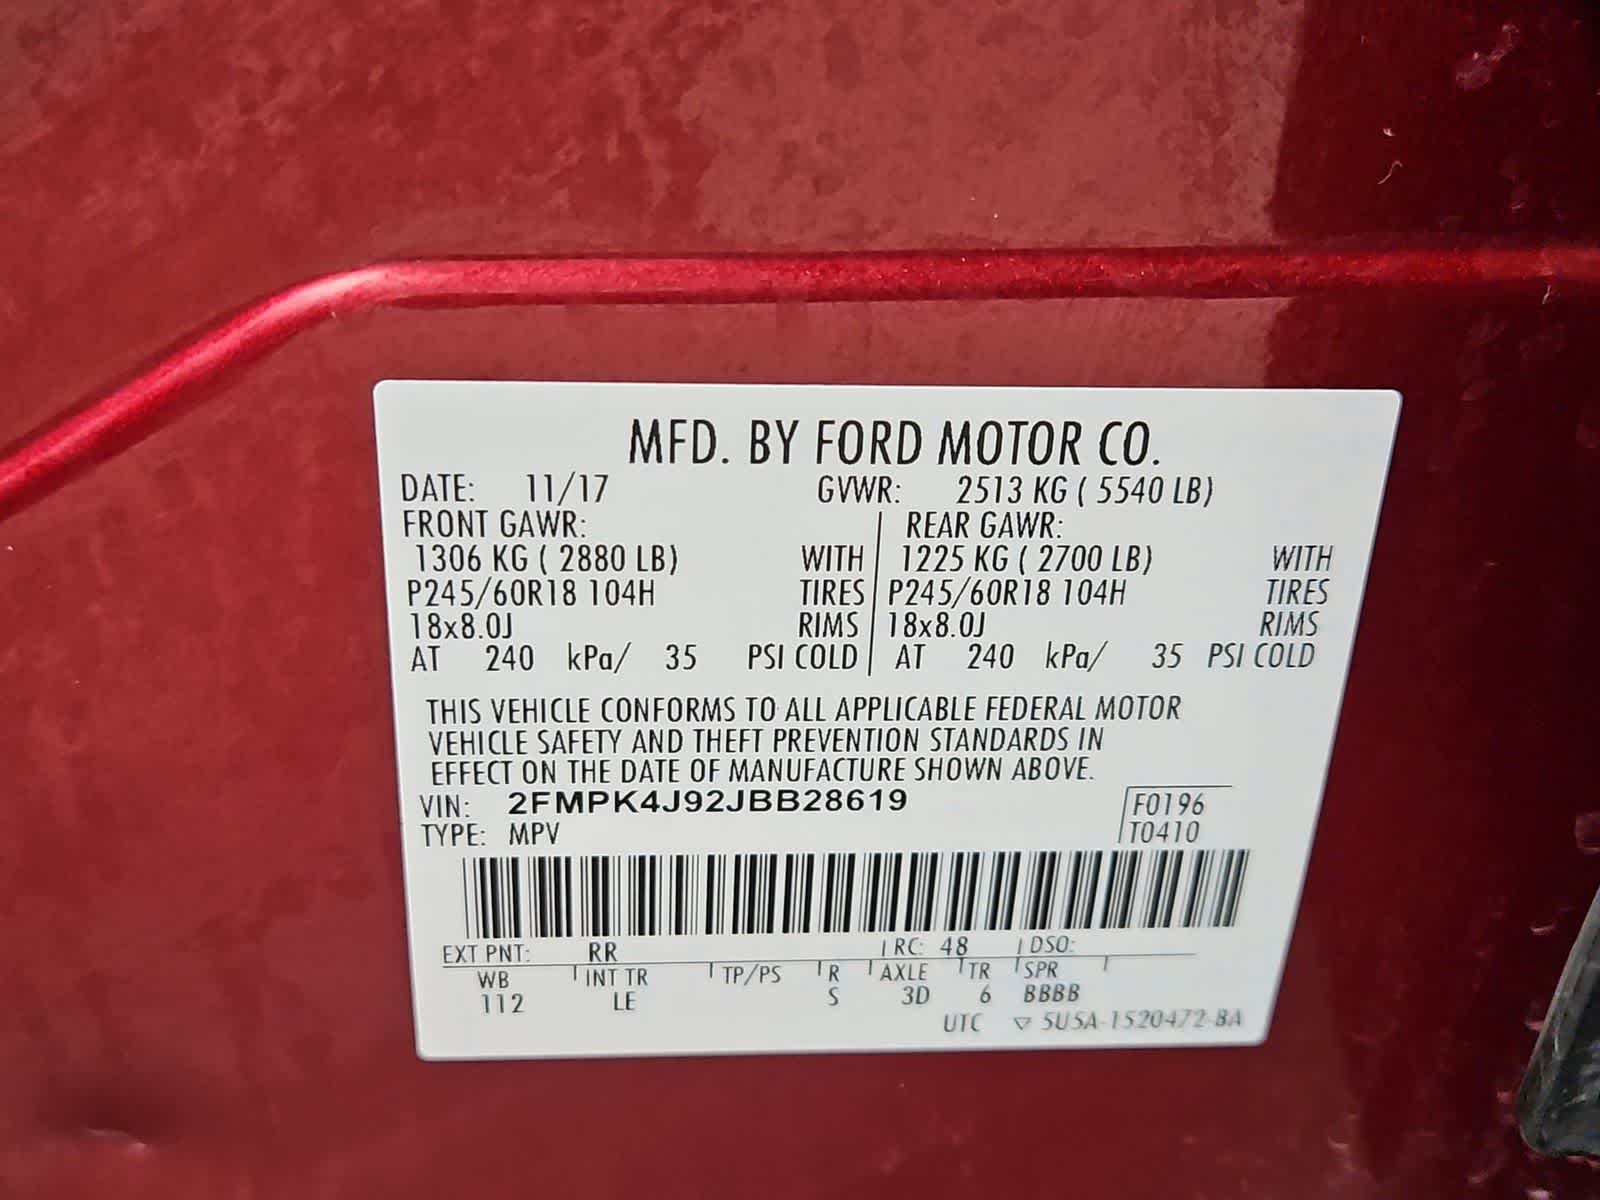 MFD. BY FORD MOTOR CO.
DATE: 11/17 GVWR: 2513 KG ( 5540 LB)
FRONT GAWR: REAR GAWR:
1306 KG ( 2880 LB) WITH 1225 KG ( 2700 LB) WITH
P245/60R18 104H TIRES P245/60R18 104H TIRES
18x8.0J RIMS 18x8.0J RIMS
AT 240 kPa/ 35 PSI COLD AT 240 kPa/ 35 PSI COLD
THIS VEHICLE CONFORMS TO ALL APPLICABLE FEDERAL MOTOR
VEHICLE SAFETY AND THEFT PREVENTION STANDARDS IN
EFFECT ON THE DATE OF MANUFACTURE SHOWN ABOVE.
VIN: 2FMPK4J92JBB28619 F0196
TYPE: MPV T0410
EXT PNT: RR RC: 48 DSO:
WB INT TR TP/PS R AXLE TR SPR
112 LE S 3D 6 BBBB
UTC ▽ 5U5A-1520472-BA